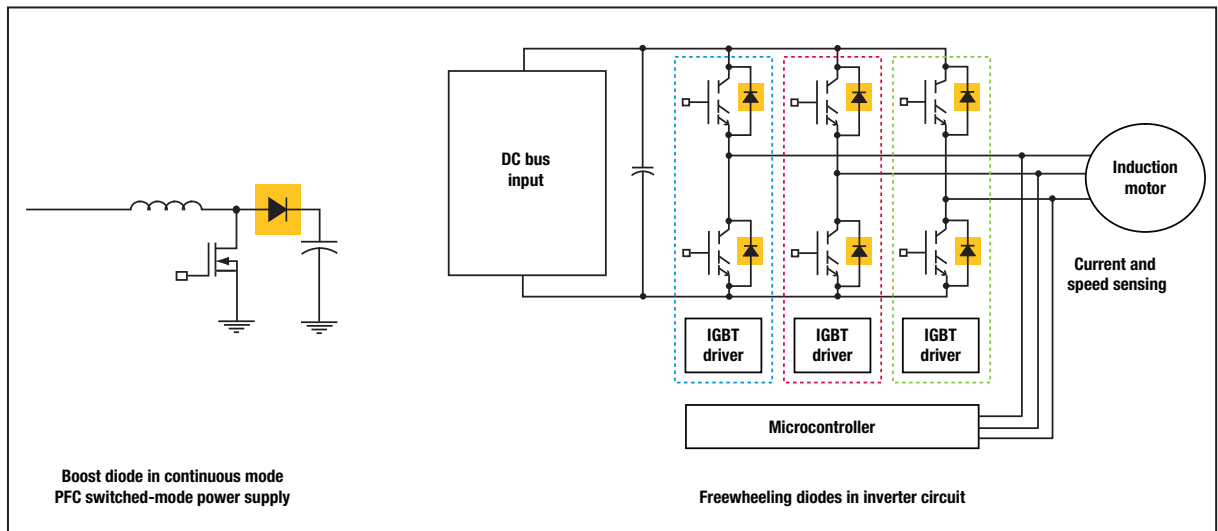 DC bus
input
Induction
motor
Current and
speed sensing
IGBT
driver
IGBT
driver
IGBT
driver
Microcontroller
Boost diode in continuous mode
PFC switched-mode power supply
Freewheeling diodes in inverter circuit